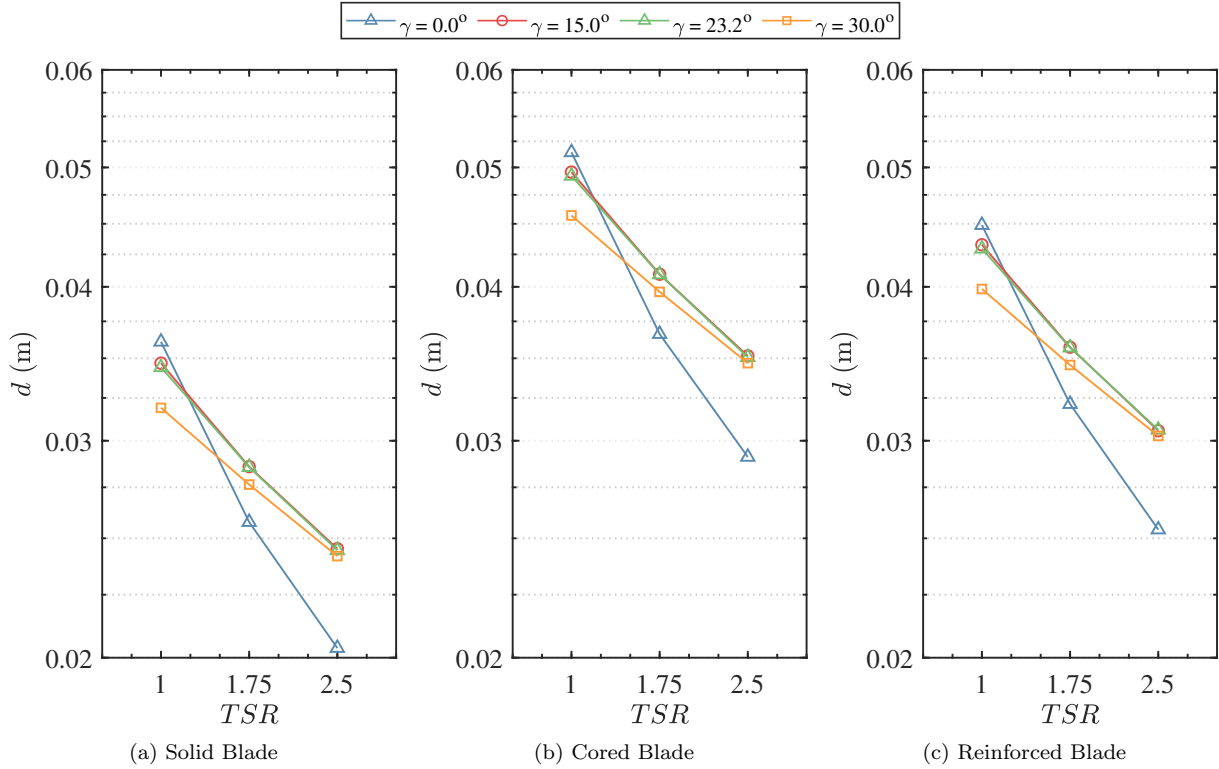 γ = 0.0° γ = 15.0° γ = 23.2° γ = 30.0°
0.06 0.06 0.06
0.05 0.05 0.05
0.04 0.04 0.04
d (m) d (m) d (m)
0.03 0.03 0.03
0.02 0.02 0.02
1 1.75 2.5 1 1.75 2.5 1 1.75 2.5
TSR TSR TSR
(a) Solid Blade (b) Cored Blade (c) Reinforced Blade